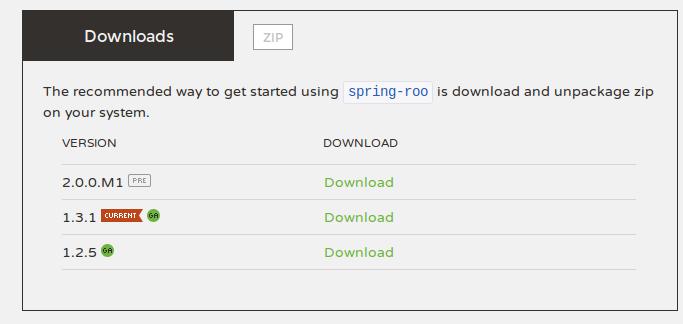 Downloads ZIP
The recommended way to get started using spring-roo is download and unpackage zip
on your system.
VERSION DOWNLOAD
2.0.0.M1 PRE Download
1.3.1 CURRENT GA Download
1.2.5 GA Download